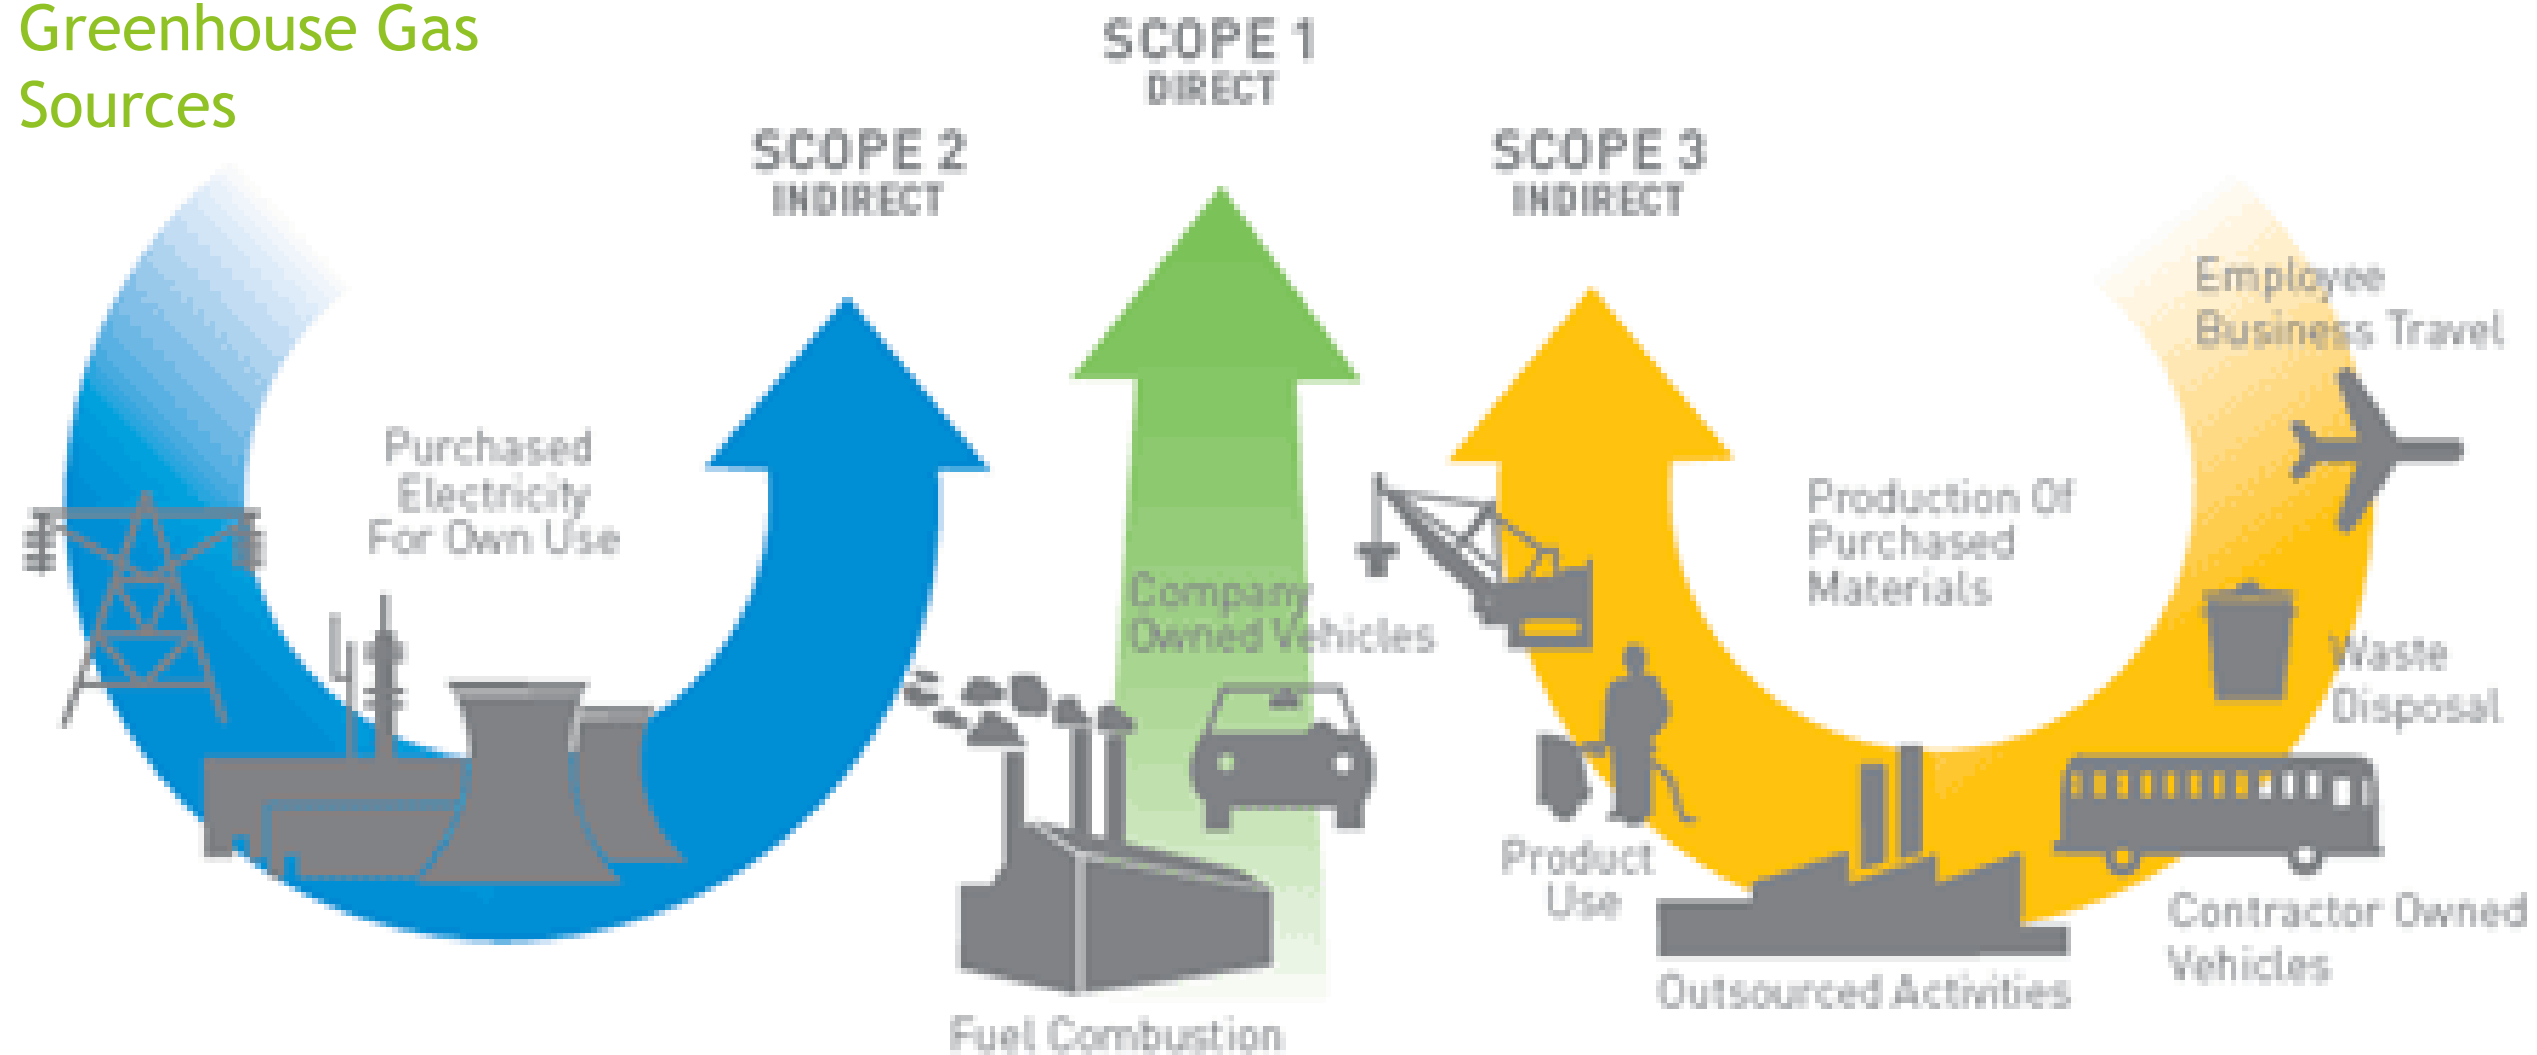 Greenhouse Gas
Sources
SCOPE 1
DIRECT
SCOPE 2
INDIRECT
SCOPE 3
INDIRECT
Purchased
Electricity
For Own Use
Company
Owned Vehicles
Fuel Combustion
Production Of
Purchased
Materials
Employee
Business Travel
Waste
Disposal
Product
Use
Contractor Owned
Vehicles
Outsourced Activities